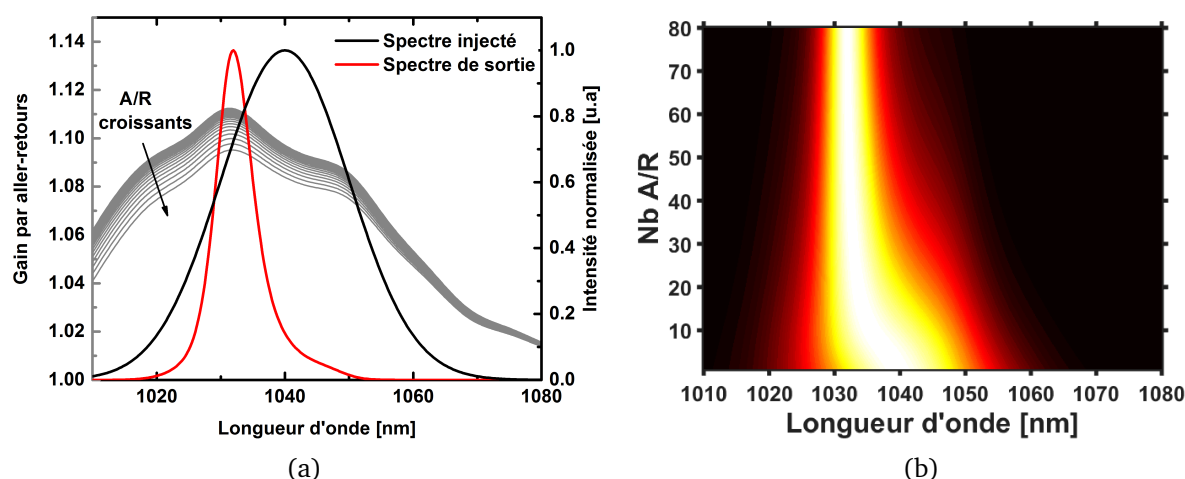 Spectre injecté
Spectre de sortie
A/R
croissants
Gain par aller-retours
1.14
1.12
1.10
1.08
1.06
1.04
1.02
1.00
1.0
0.8
0.6
0.4
0.2
0.0
Intensité normalisée [u.a]
1020 1040 1060 1080
Longueur d'onde [nm]
(a)
Nb A/R
80
70
60
50
40
30
20
10
1010 1020 1030 1040 1050 1060 1070 1080
Longueur d'onde [nm]
(b)